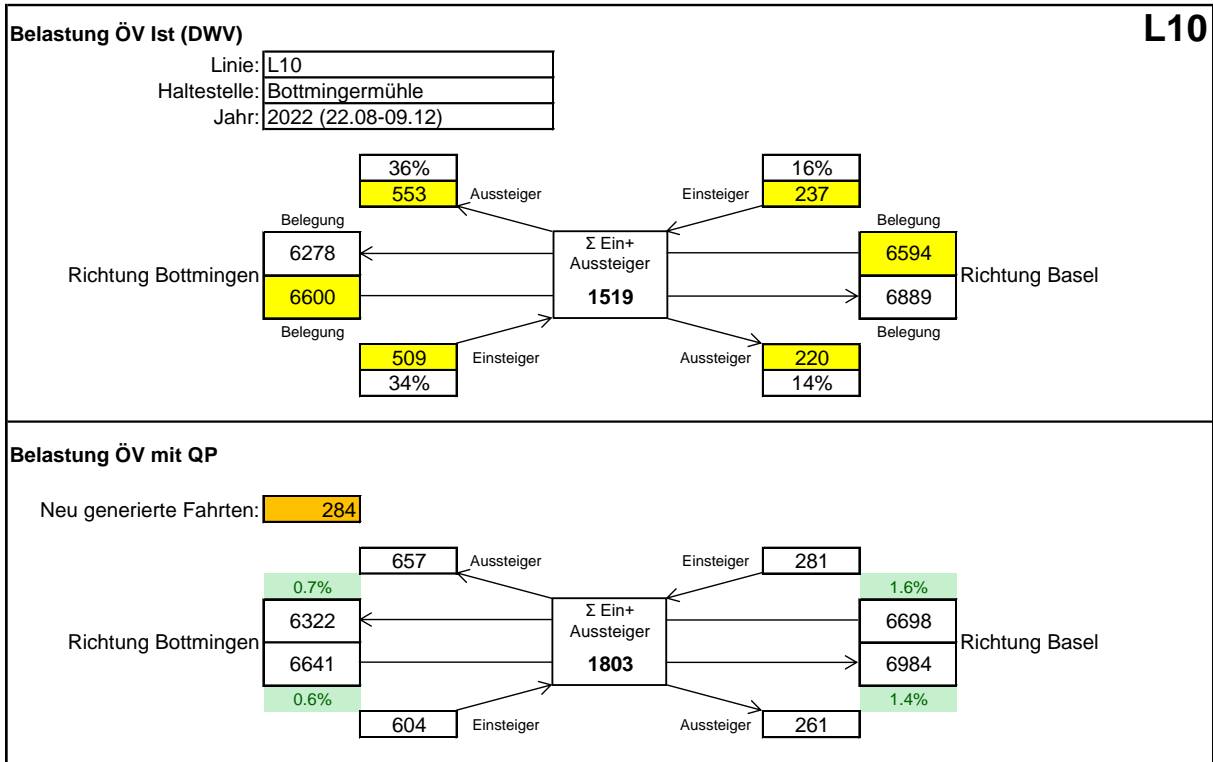 Belastung ÖV Ist (DWV) L10
Linie: L10
Haltestelle: Bottmingermühle
Jahr: 2022 (22.08-09.12)
36% 16%
553 Aussteiger Einsteiger 237
Belegung Belegung
6278 Σ Ein+ 6594
Aussteiger
Richtung Bottmingen Richtung Basel
6600 1519 6889
Belegung Belegung
509 Einsteiger Aussteiger 220
34% 14%
Belastung ÖV mit QP
Neu generierte Fahrten: 284
657 Aussteiger Einsteiger 281
0.7% 1.6%
6322 Σ Ein+ 6698
Aussteiger
Richtung Bottmingen Richtung Basel
6641 1803 6984
0.6% 1.4%
604 Einsteiger Aussteiger 261